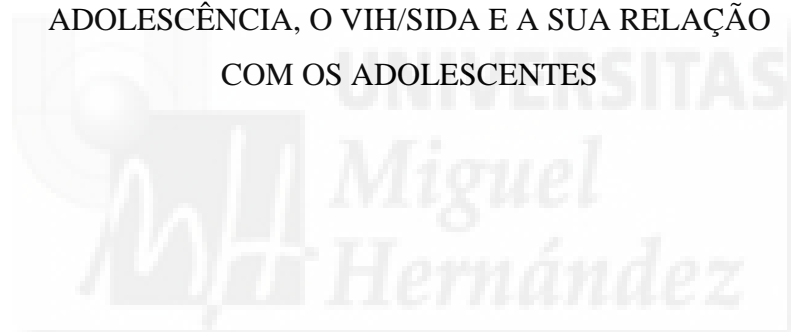 ADOLESCÊNCIA, O VIH/SIDA E A SUA RELAÇÃO
COM OS ADOLESCENTES
UNIVERSITAS
Miguel
Hernández